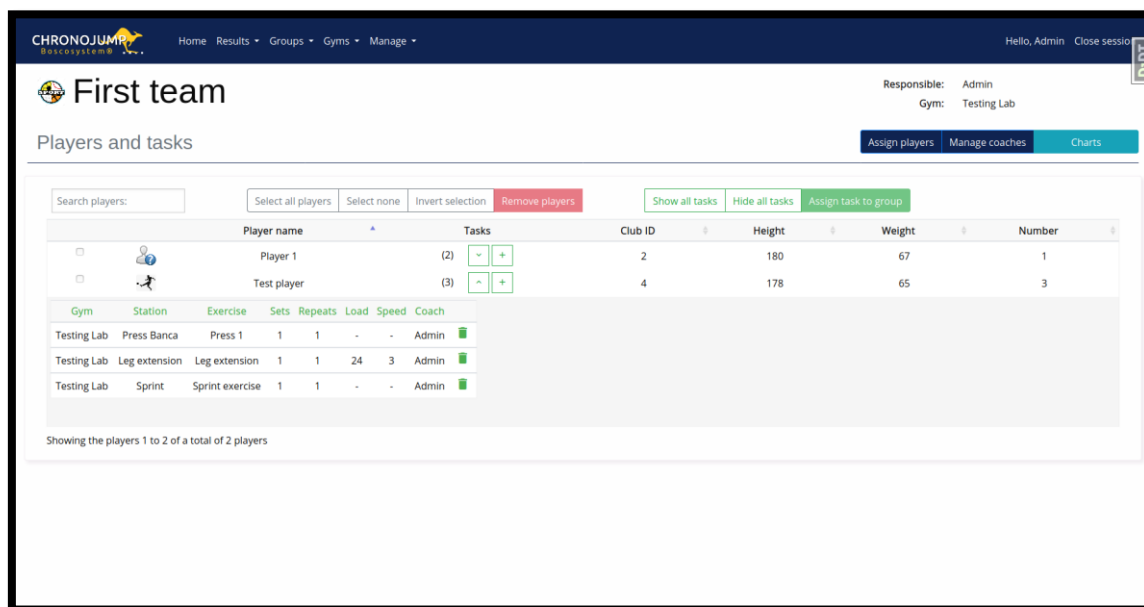 CHRONOJUMP Home Results Groups Gyms Manage Hello, Admin Close session
Boscosystem®
First team
Responsible: Admin
Gym: Testing Lab
Players and tasks
Assign players Manage coaches Charts
Search players: Select all players Select none Invert selection Remove players Show all tasks Hide all tasks Assign task to group
Player name Tasks Club ID Height Weight Number
Player 1 (2) + 2 180 67 1
Test player (3) + 4 178 65 3
Gym Station Exercise Sets Repeats Load Speed Coach
Testing Lab Press Banca Press 1 1 1 - - Admin
Testing Lab Leg extension Leg extension 1 1 24 3 Admin
Testing Lab Sprint Sprint exercise 1 1 - - Admin
Showing the players 1 to 2 of a total of 2 players